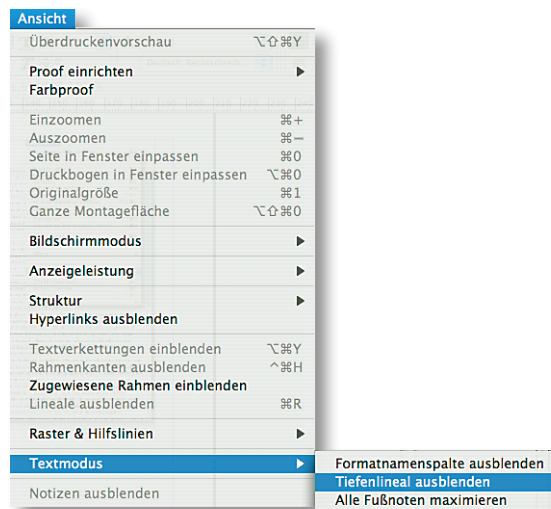 Ansicht
Überdruckenvorschau ⌥⇧⌘Y
Proof einrichten ▶
Farbproof
Einzoomen ⌘+
Auszoomen ⌘−
Seite in Fenster einpassen ⌘0
Druckbogen in Fenster einpassen ⌥⌘0
Originalgröße ⌘1
Ganze Montagefläche ⌥⇧⌘0
Bildschirmmodus ▶
Anzeigeleistung ▶
Struktur ▶
Hyperlinks ausblenden
Textverkettungen einblenden ⌥⌘Y
Rahmenkanten ausblenden ^⌘H
Zugewiesene Rahmen einblenden
Lineale ausblenden ⌘R
Raster & Hilfslinien ▶
Textmodus ▶
Notizen ausblenden
Formatnamenspalte ausblenden
Tiefenlineal ausblenden
Alle Fußnoten maximieren